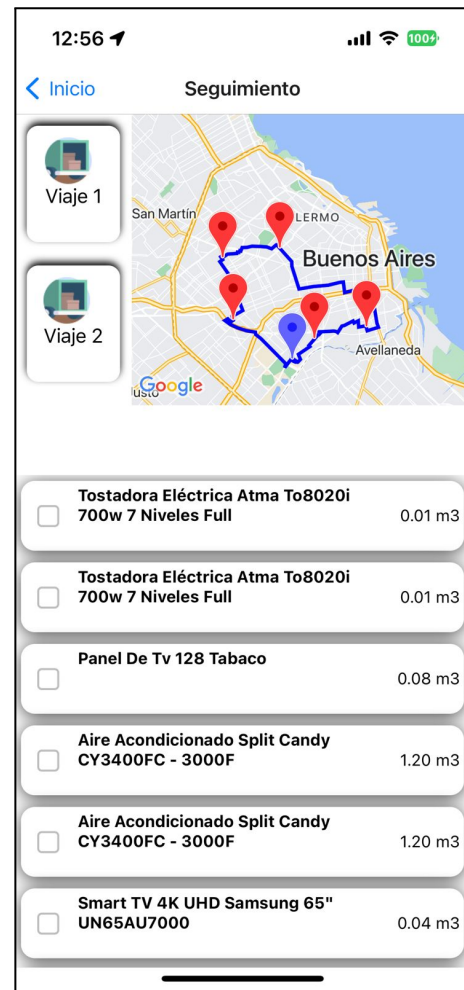 12:56
100
Inicio
Seguimiento
Viaje 1
Viaje 2
San Martín
LERMO
Buenos Aires
Avellaneda
Google
Tostadora Eléctrica Atma To8020i
700w 7 Niveles Full
0.01 m3
Tostadora Eléctrica Atma To8020i
700w 7 Niveles Full
0.01 m3
Panel De Tv 128 Tabaco
0.08 m3
Aire Acondicionado Split Candy
CY3400FC - 3000F
1.20 m3
Aire Acondicionado Split Candy
CY3400FC - 3000F
1.20 m3
Smart TV 4K UHD Samsung 65"
UN65AU7000
0.04 m3